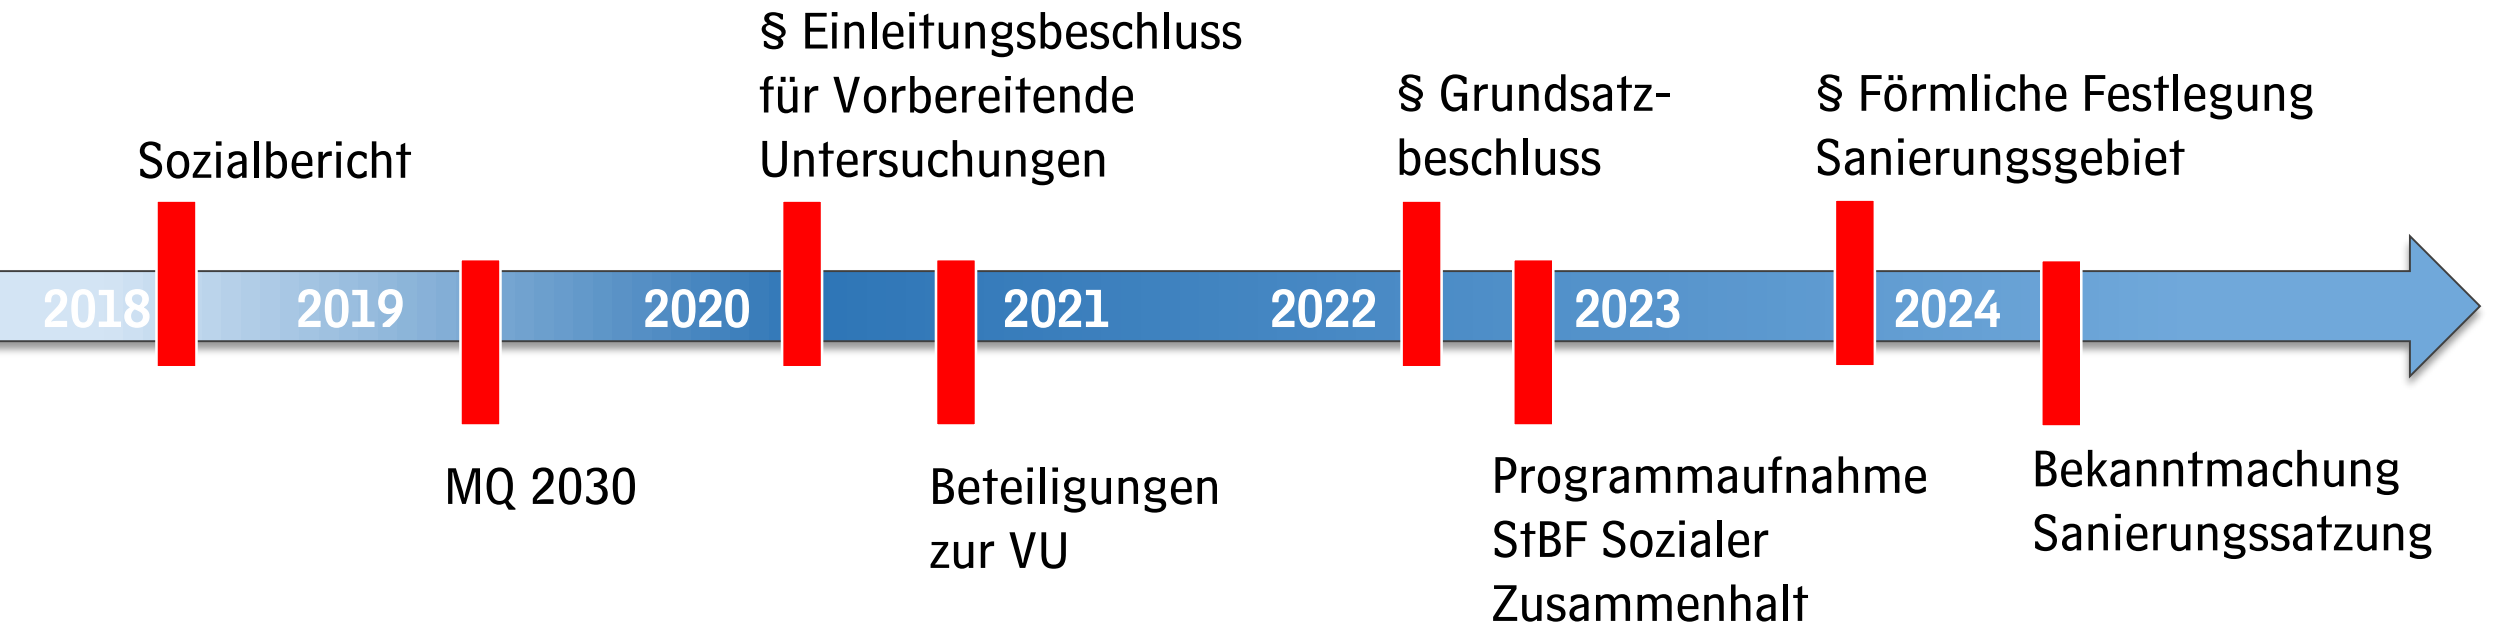 Sozialbericht
§ Einleitungsbeschluss
für Vorbereitende
Untersuchungen
§ Grundsatz-
beschluss
§ Förmliche Festlegung
Sanierungsgebiet
2018
2019
2020
2021
2022
2023
2024
MQ 2030
Beteiligungen
zur VU
Programmaufnahme
StBF Sozialer
Zusammenhalt
Bekanntmachung
Sanierungssatzung